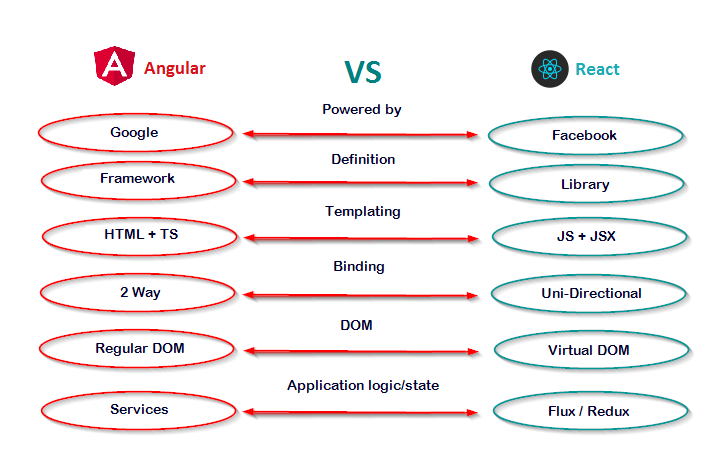 Angular VS React
Powered by
Google Facebook
Definition
Framework Library
Templating
HTML + TS JS + JSX
Binding
2 Way Uni-Directional
DOM
Regular DOM Virtual DOM
Application logic/state
Services Flux / Redux